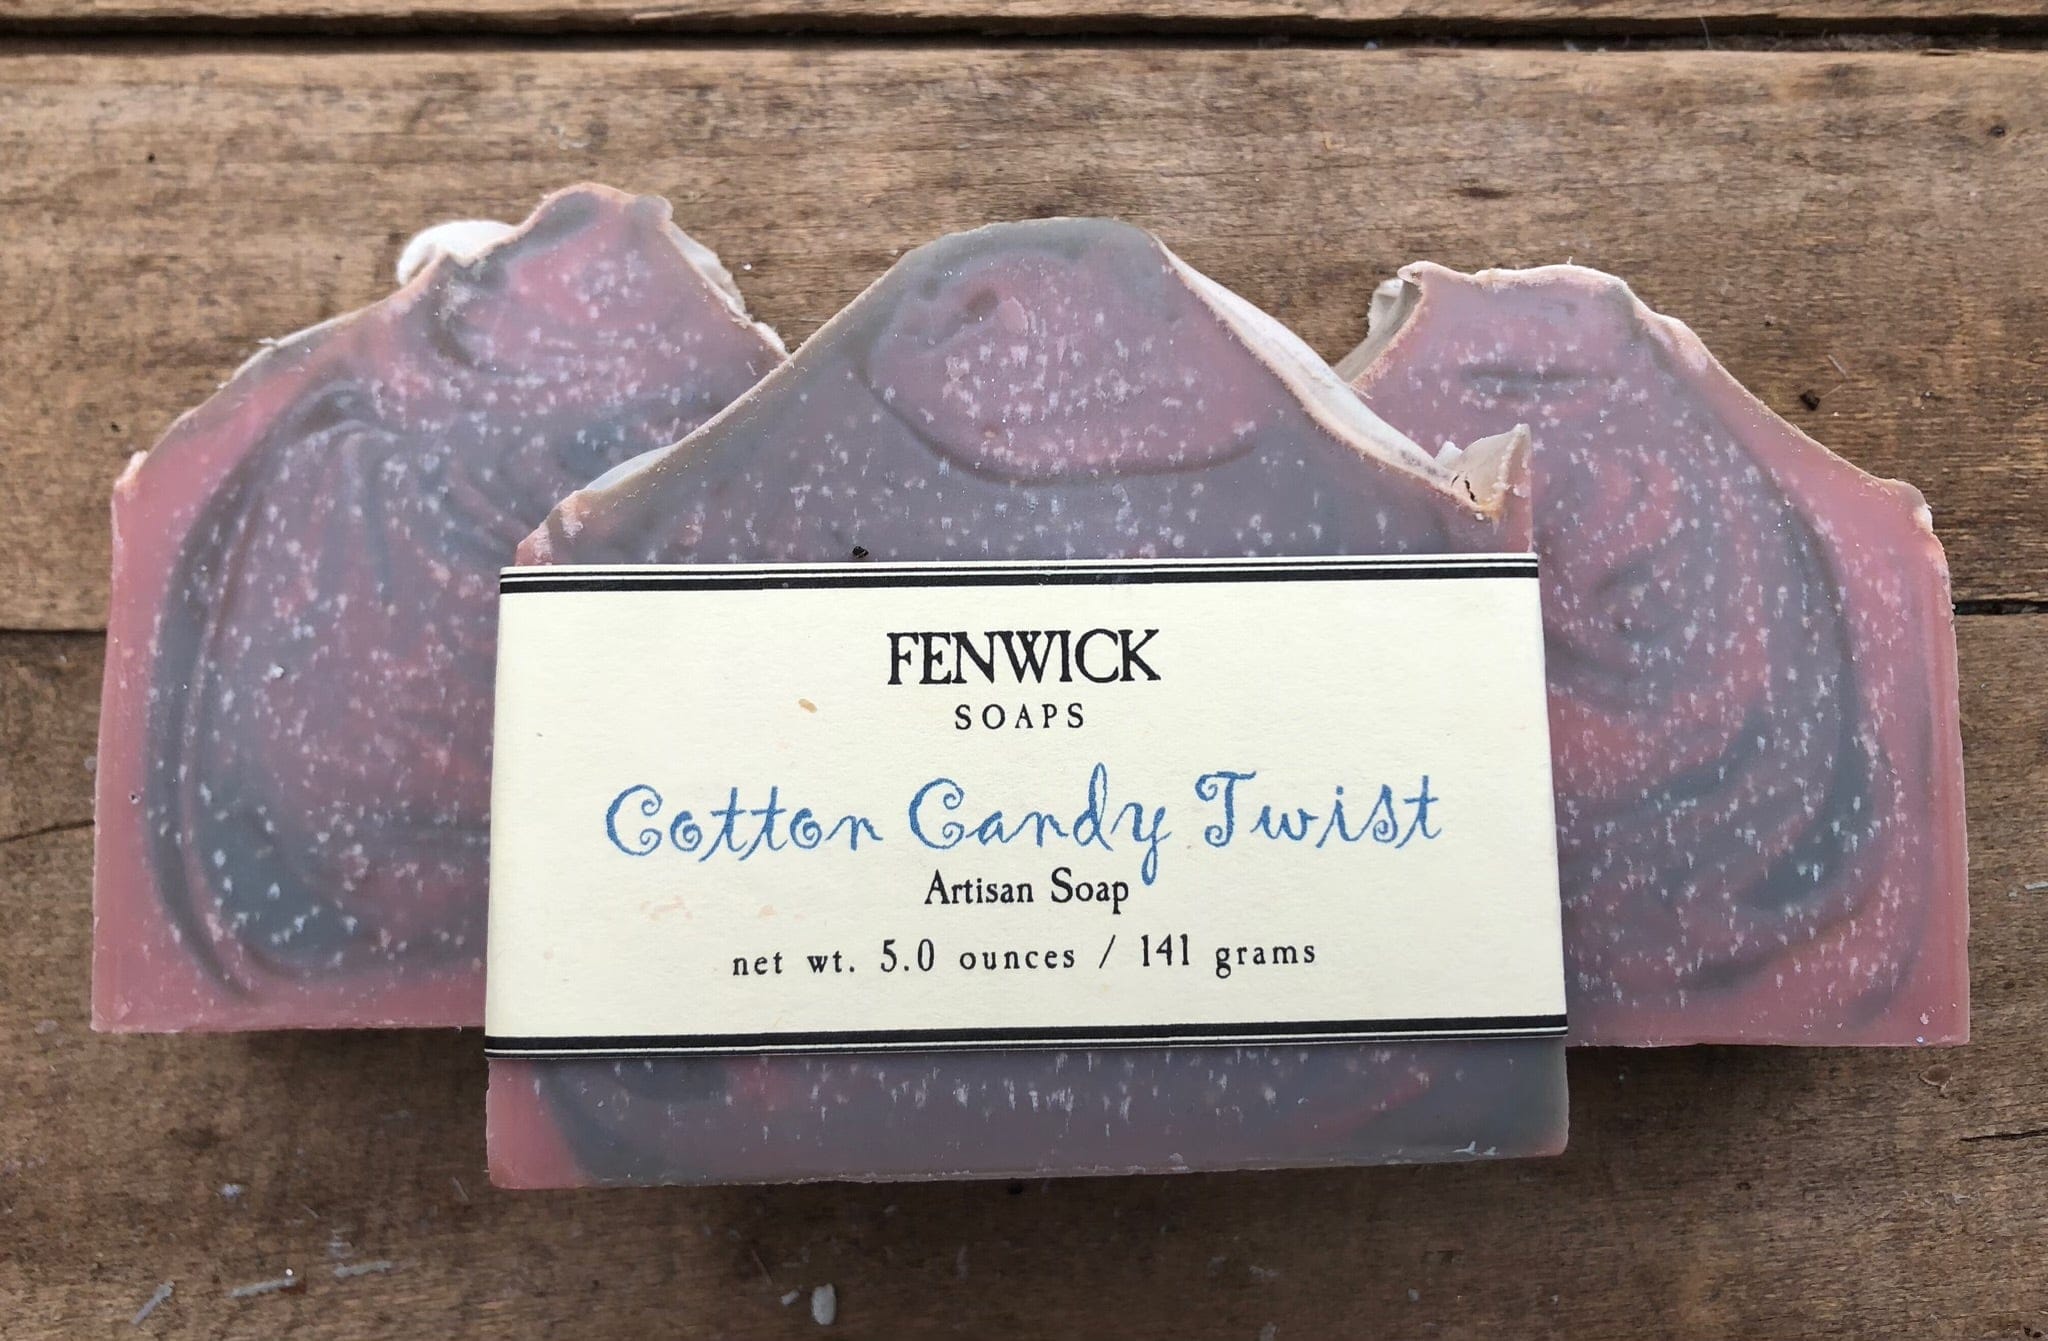 FENWICK
SOAPS
Cotton Candy Twist
Artisan Soap
net wt. 5.0 ounces / 141 grams